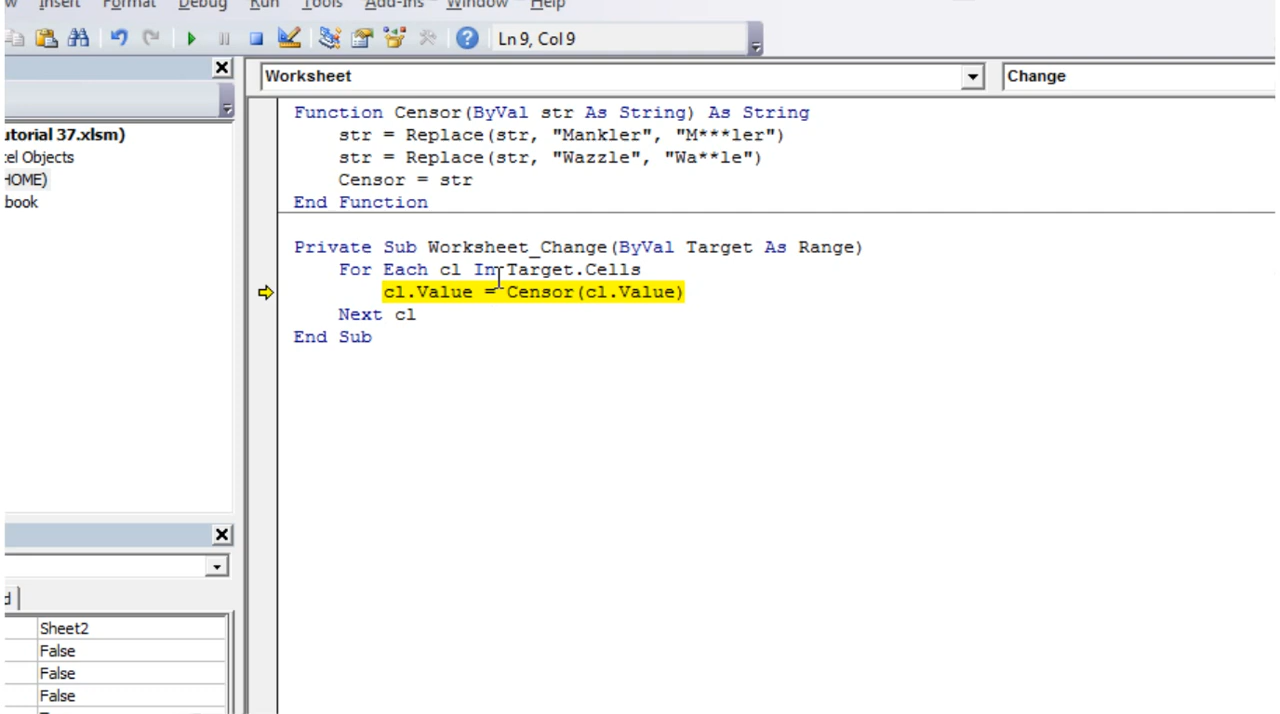 w Insert Format Debug Run Tools Add-Ins Window Help
Ln 9, Col 9
Worksheet Change
utorial 37.xlsm)
cel Objects
HOME)
book
Function Censor(ByVal str As String) As String
str = Replace(str, "Mankler", "M***ler")
str = Replace(str, "Wazzle", "Wa**le")
Censor = str
End Function
Private Sub Worksheet_Change(ByVal Target As Range)
For Each cl In Target.Cells
cl.Value = Censor(cl.Value)
Next cl
End Sub
d
Sheet2
False
False
False